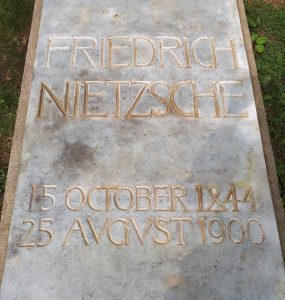 FRIEDRICH
NIETZSCHE
15 OCTOBER 1844
25 AVGVST 1900